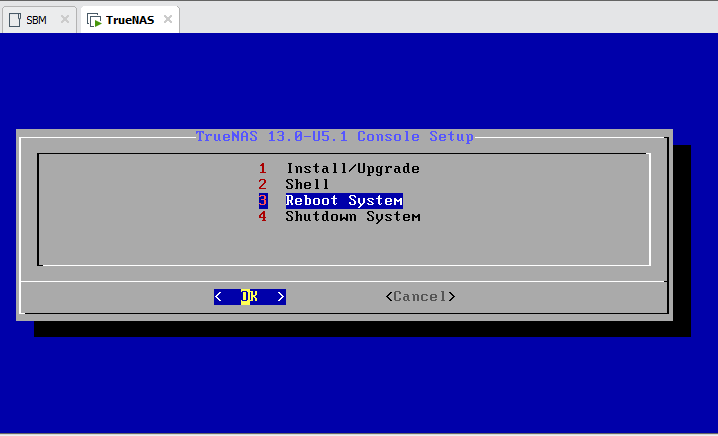 SBM TrueNAS
TrueNAS 13.0-U5.1 Console Setup
1 Install/Upgrade
2 Shell
3 Reboot System
4 Shutdown System
< OK > <Cancel>